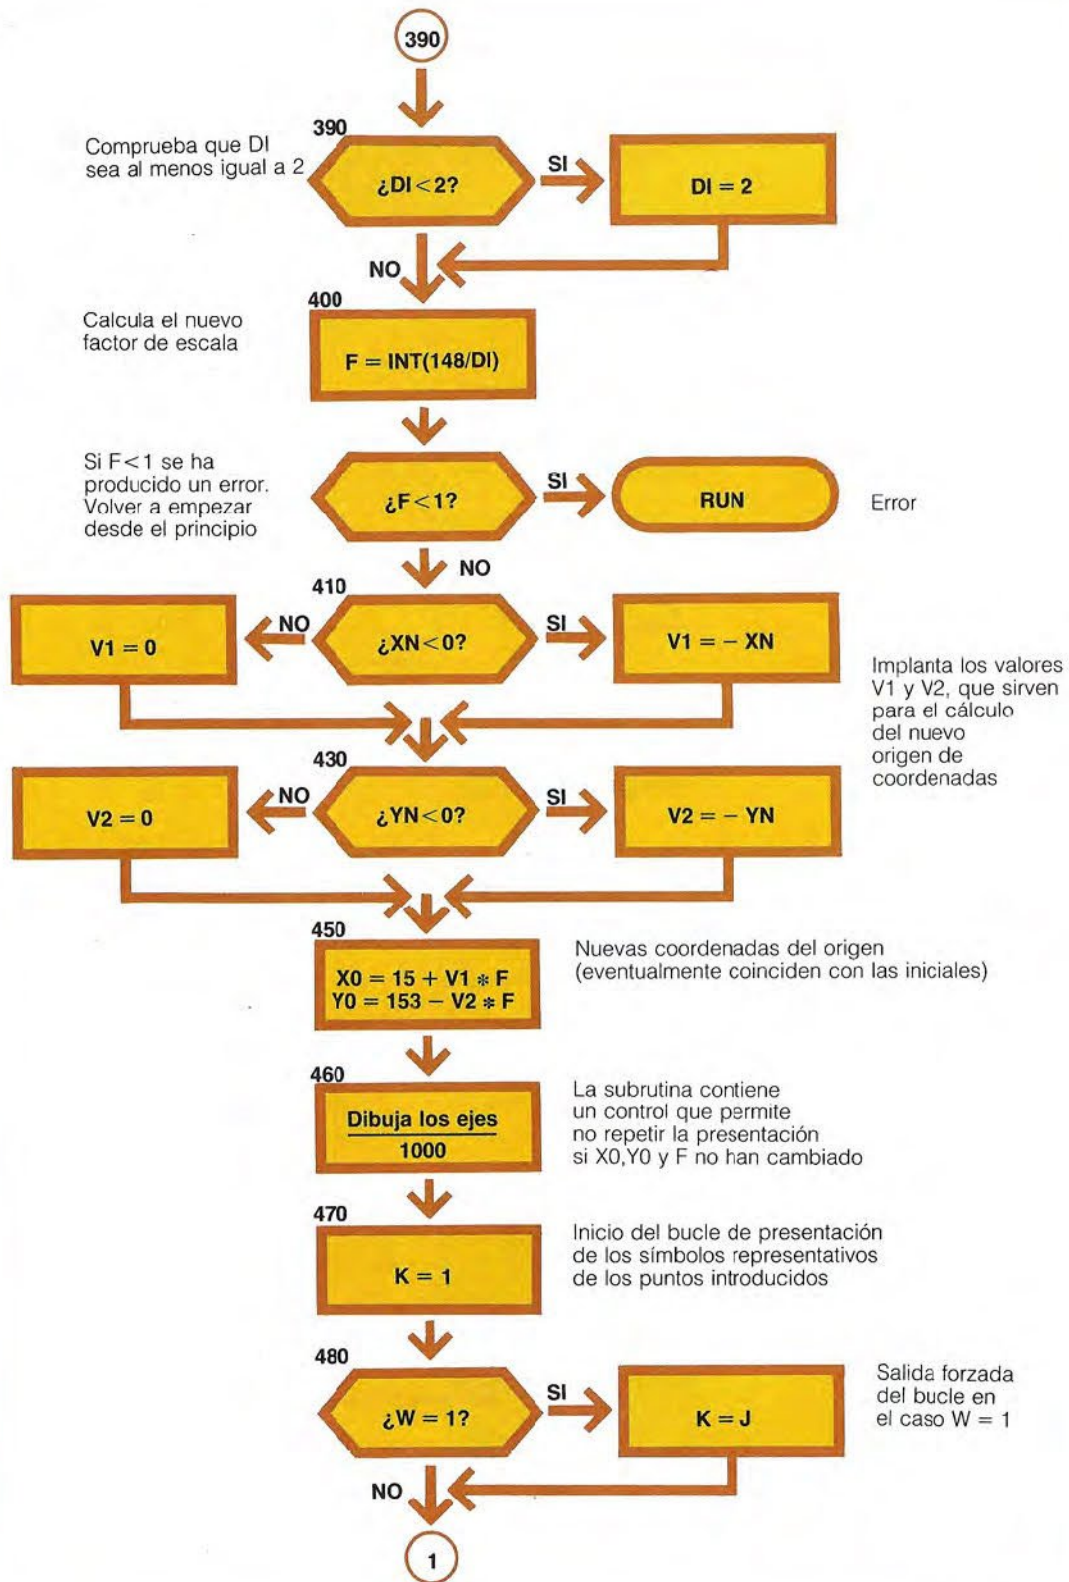 390
390
Comprueba que DI
sea al menos igual a 2
¿DI<2?
SI
DI = 2
NO
400
Calcula el nuevo
factor de escala
F = INT(148/DI)
Si F<1 se ha
producido un error.
Volver a empezar
desde el principio
¿F<1?
SI
RUN
Error
NO
410
V1 = 0
NO
¿XN<0?
SI
V1 = – XN
Implanta los valores
V1 y V2, que sirven
para el cálculo
del nuevo
origen de
coordenadas
430
V2 = 0
NO
¿YN<0?
SI
V2 = – YN
450
X0 = 15 + V1 * F
Y0 = 153 – V2 * F
Nuevas coordenadas del origen
(eventualmente coinciden con las iniciales)
460
Dibuja los ejes
1000
La subrutina contiene
un control que permite
no repetir la presentación
si X0,Y0 y F no han cambiado
470
K = 1
Inicio del bucle de presentación
de los símbolos representativos
de los puntos introducidos
480
¿W = 1?
SI
K = J
Salida forzada
del bucle en
el caso W = 1
NO
1